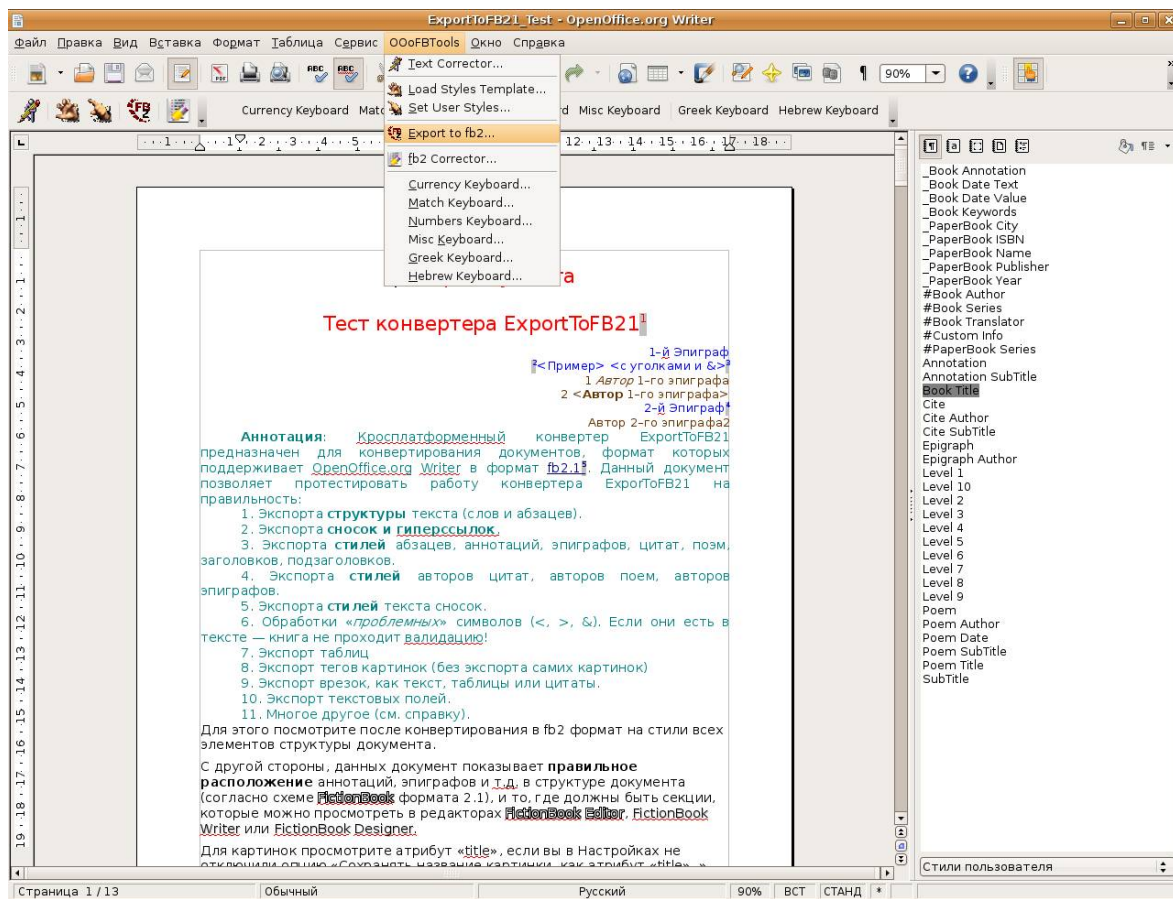 ExportToFB21_Test - OpenOffice.org Writer
Файл Правка Вид Вставка Формат Таблица Сервис OOoFBTools Окно Справка
Text Corrector...
Load Styles Template...
Set User Styles...
Export to fb2...
fb2 Corrector...
Currency Keyboard...
Match Keyboard...
Numbers Keyboard...
Misc Keyboard...
Greek Keyboard...
Hebrew Keyboard...
90%
Currency Keyboard Matc d Misc Keyboard Greek Keyboard Hebrew Keyboard
та
Тест конвертера ExportToFB211
1-й Эпиграф
2<Пример> <с уголками и &>3
1 Автор 1-го эпиграфа
2 <Автор 1-го эпиграфа>
2-й Эпиграф4
Автор 2-го эпиграфа2
Аннотация: Кросплатформенный конвертер ExportToFB21
предназначен для конвертирования документов, формат которых
поддерживает OpenOffice.org Writer в формат fb2.15. Данный документ
позволяет протестировать работу конвертера ExporToFB21 на
правильность:
1. Экспорта структуры текста (слов и абзацев).
2. Экспорта сносок и гиперссылок.
3. Экспорта стилей абзацев, аннотаций, эпиграфов, цитат, поэм,
заголовков, подзаголовков.
4. Экспорта стилей авторов цитат, авторов поем, авторов
эпиграфов.
5. Экспорта стилей текста сносок.
6. Обработки «проблемных» символов (<, >, &). Если они есть в
тексте — книга не проходит валидацию!
7. Экспорт таблиц
8. Экспорт тегов картинок (без экспорта самих картинок)
9. Экспорт врезок, как текст, таблицы или цитаты.
10. Экспорт текстовых полей.
11. Многое другое (см. справку).
Для этого посмотрите после конвертирования в fb2 формат на стили всех
элементов структуры документа.
С другой стороны, данных документ показывает правильное
расположение аннотаций, эпиграфов и т.д. в структуре документа
(согласно схеме FictionBook формата 2.1), и то, где должны быть секции,
которые можно просмотреть в редакторах FictionBook Editor, FictionBook
Writer или FictionBook Designer.
Для картинок просмотрите атрибут «title», если вы в Настройках не
отключили опцию «Сохранять название картинки, как атрибут «title» »
_Book Annotation
_Book Date Text
_Book Date Value
_Book Keywords
_PaperBook City
_PaperBook ISBN
_PaperBook Name
_PaperBook Publisher
_PaperBook Year
#Book Author
#Book Series
#Book Translator
#Custom Info
#PaperBook Series
Annotation
Annotation SubTitle
Book Title
Cite
Cite Author
Cite SubTitle
Epigraph
Epigraph Author
Level 1
Level 10
Level 2
Level 3
Level 4
Level 5
Level 6
Level 7
Level 8
Level 9
Poem
Poem Author
Poem Date
Poem SubTitle
Poem Title
SubTitle
Стили пользователя
Страница 1 / 13 Обычный Русский 90% ВСТ СТАНД *